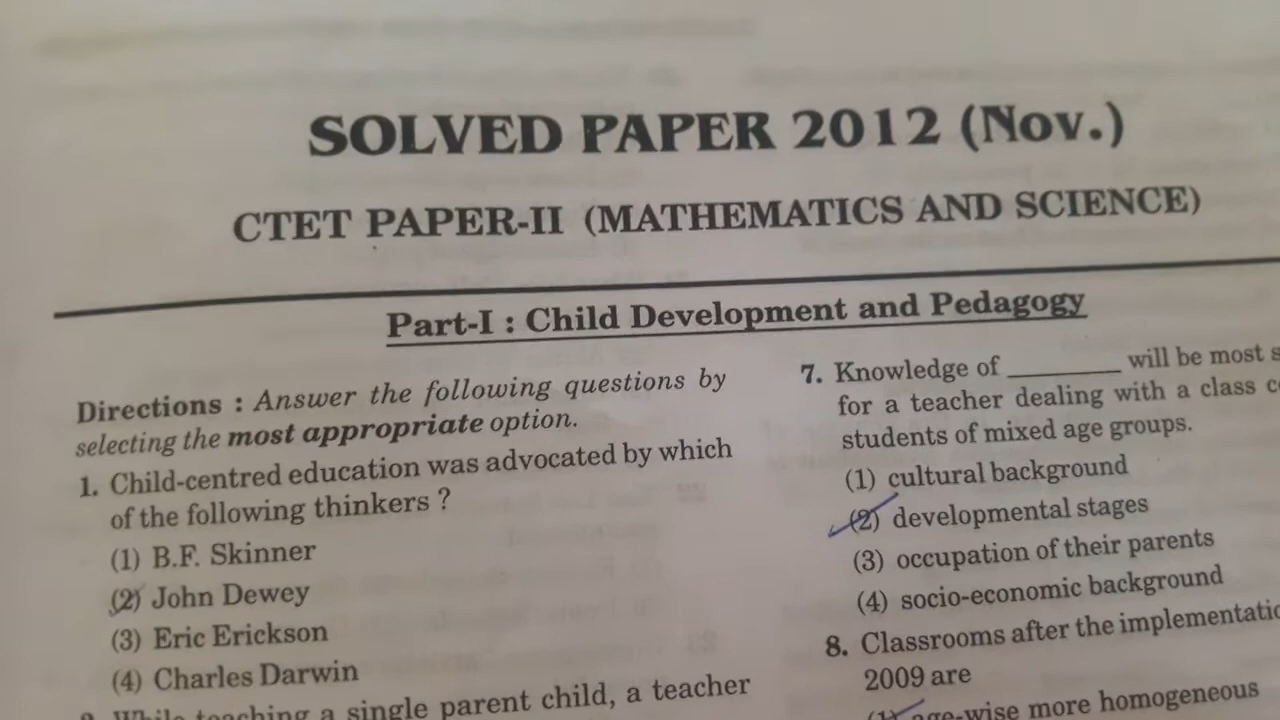 SOLVED PAPER 2012 (Nov.)
CTET PAPER-II (MATHEMATICS AND SCIENCE)
Part-I : Child Development and Pedagogy
Directions : Answer the following questions by
selecting the most appropriate option.
1. Child-centred education was advocated by which
of the following thinkers ?
(1) B.F. Skinner
(2) John Dewey
(3) Eric Erickson
(4) Charles Darwin
While teaching a single parent child, a teacher
7. Knowledge of ________ will be most
for a teacher dealing with a class
students of mixed age groups.
(1) cultural background
(2) developmental stages
(3) occupation of their parents
(4) socio-economic background
8. Classrooms after the
2009 are
(1) age-wise more homogeneous